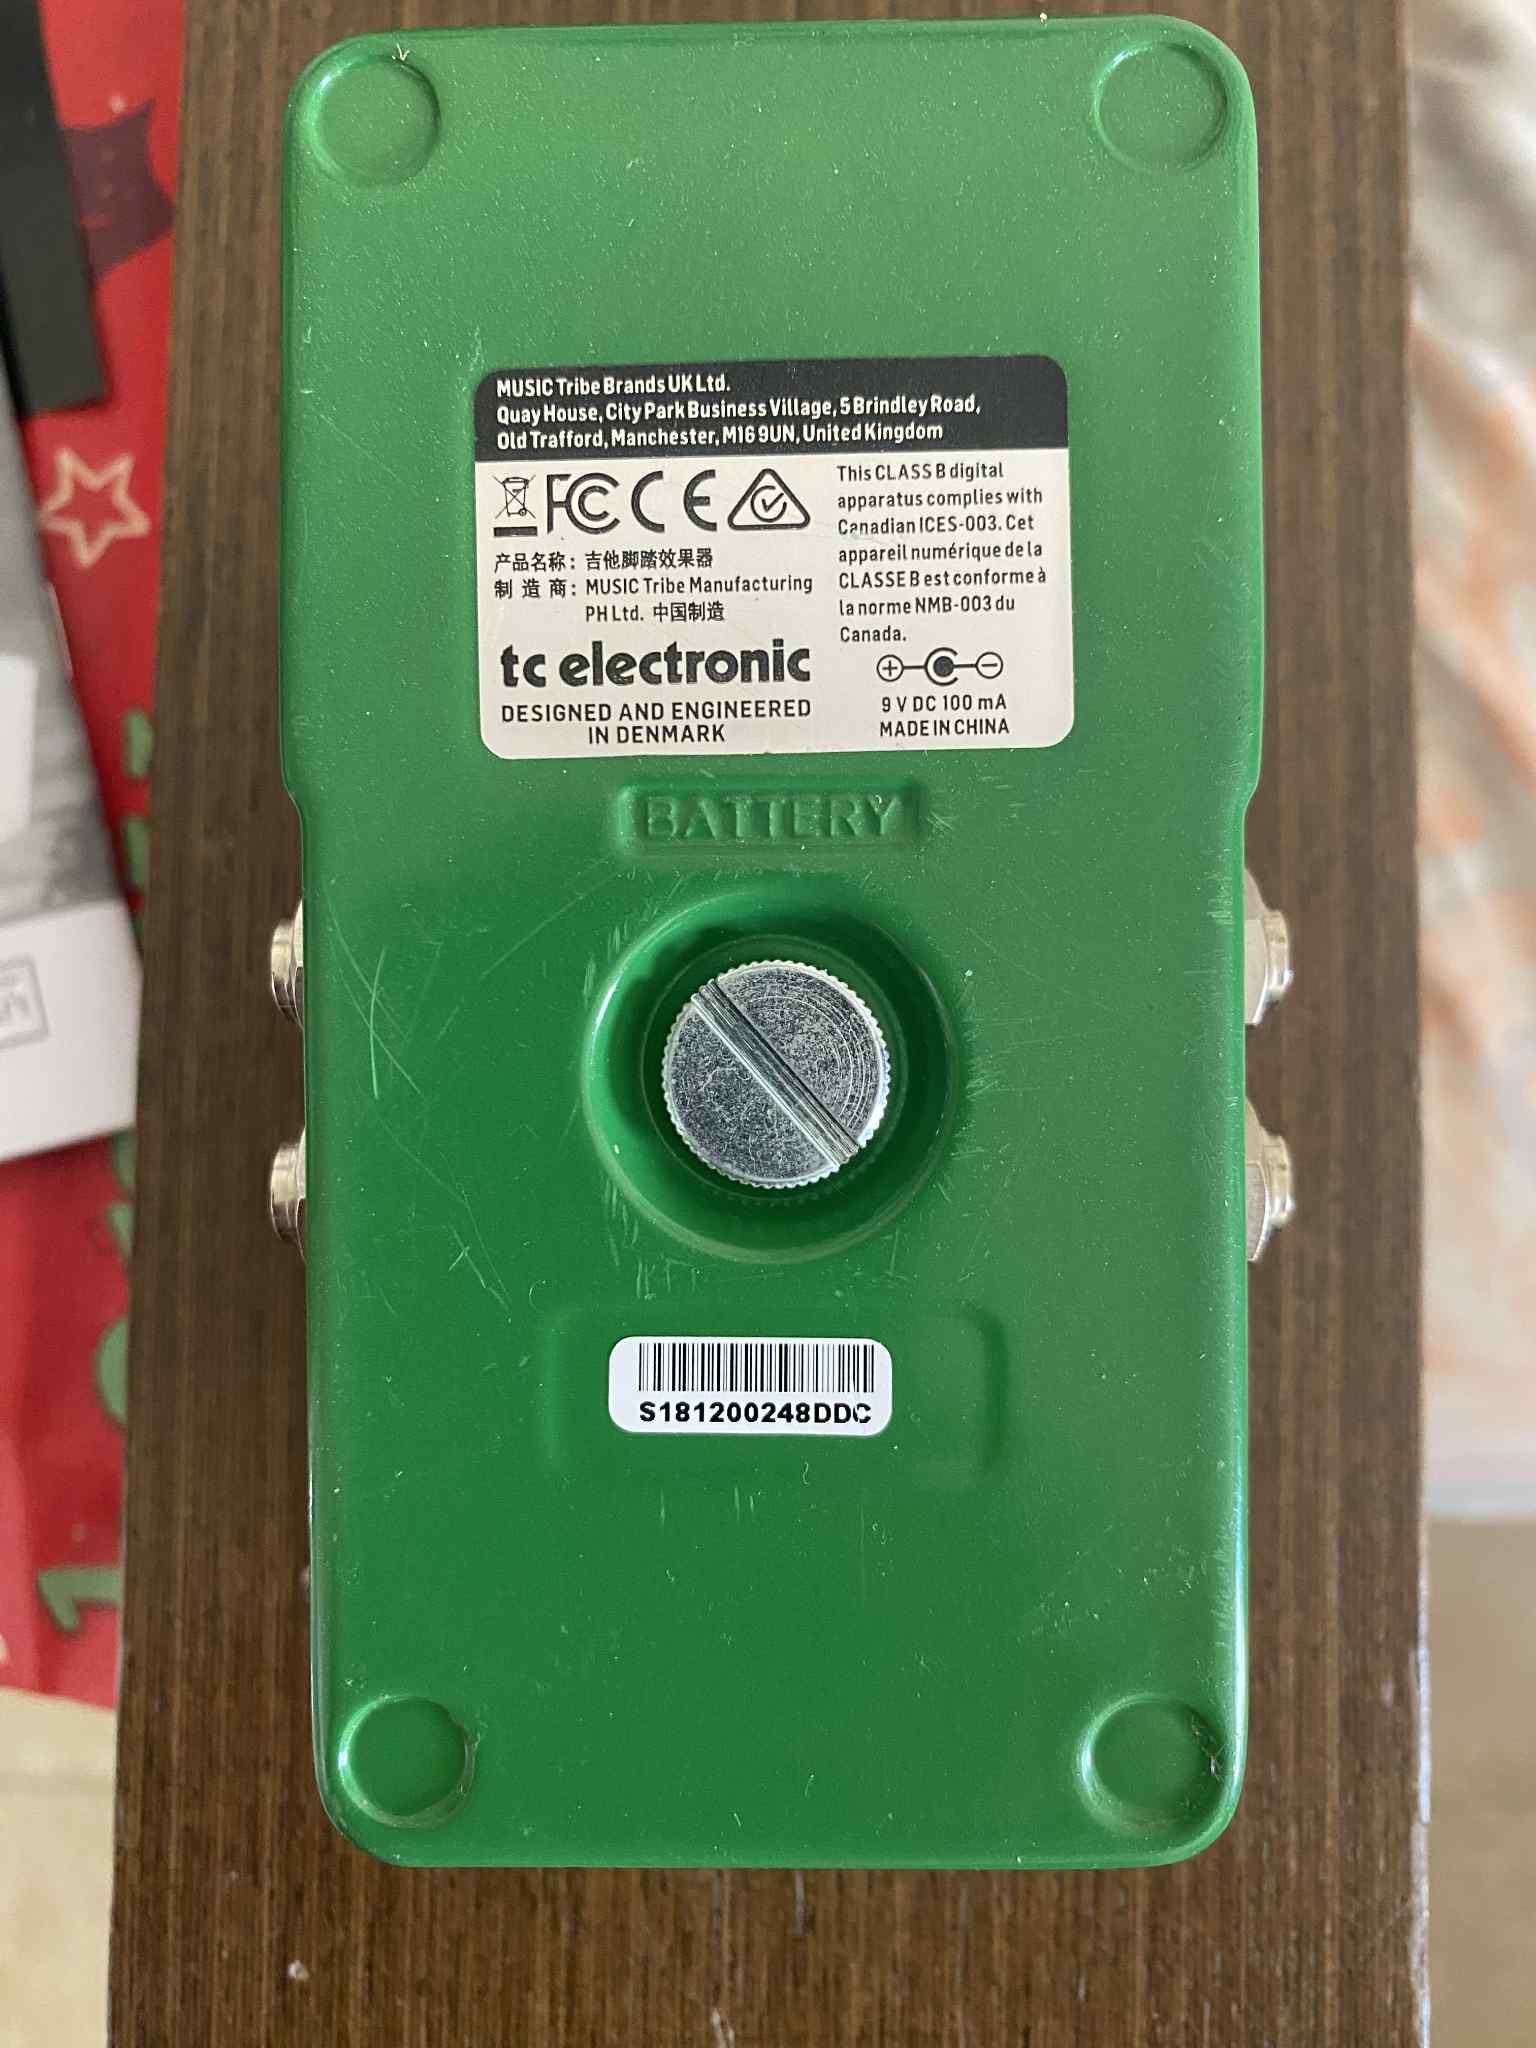 MUSIC Tribe Brands UK Ltd.
Quay House, City Park Business Village, 5 Brindley Road,
Old Trafford, Manchester, M16 9UN, United Kingdom
FC CE
产品名称：吉他脚踏效果器
制 造 商：MUSIC Tribe Manufacturing
PH Ltd. 中国制造
tc electronic
DESIGNED AND ENGINEERED
IN DENMARK
This CLASS B digital
apparatus complies with
Canadian ICES-003. Cet
appareil numérique de la
CLASSE B est conforme à
la norme NMB-003 du
Canada.
9 V DC 100 mA
MADE IN CHINA
BATTERY
S181200248DDC